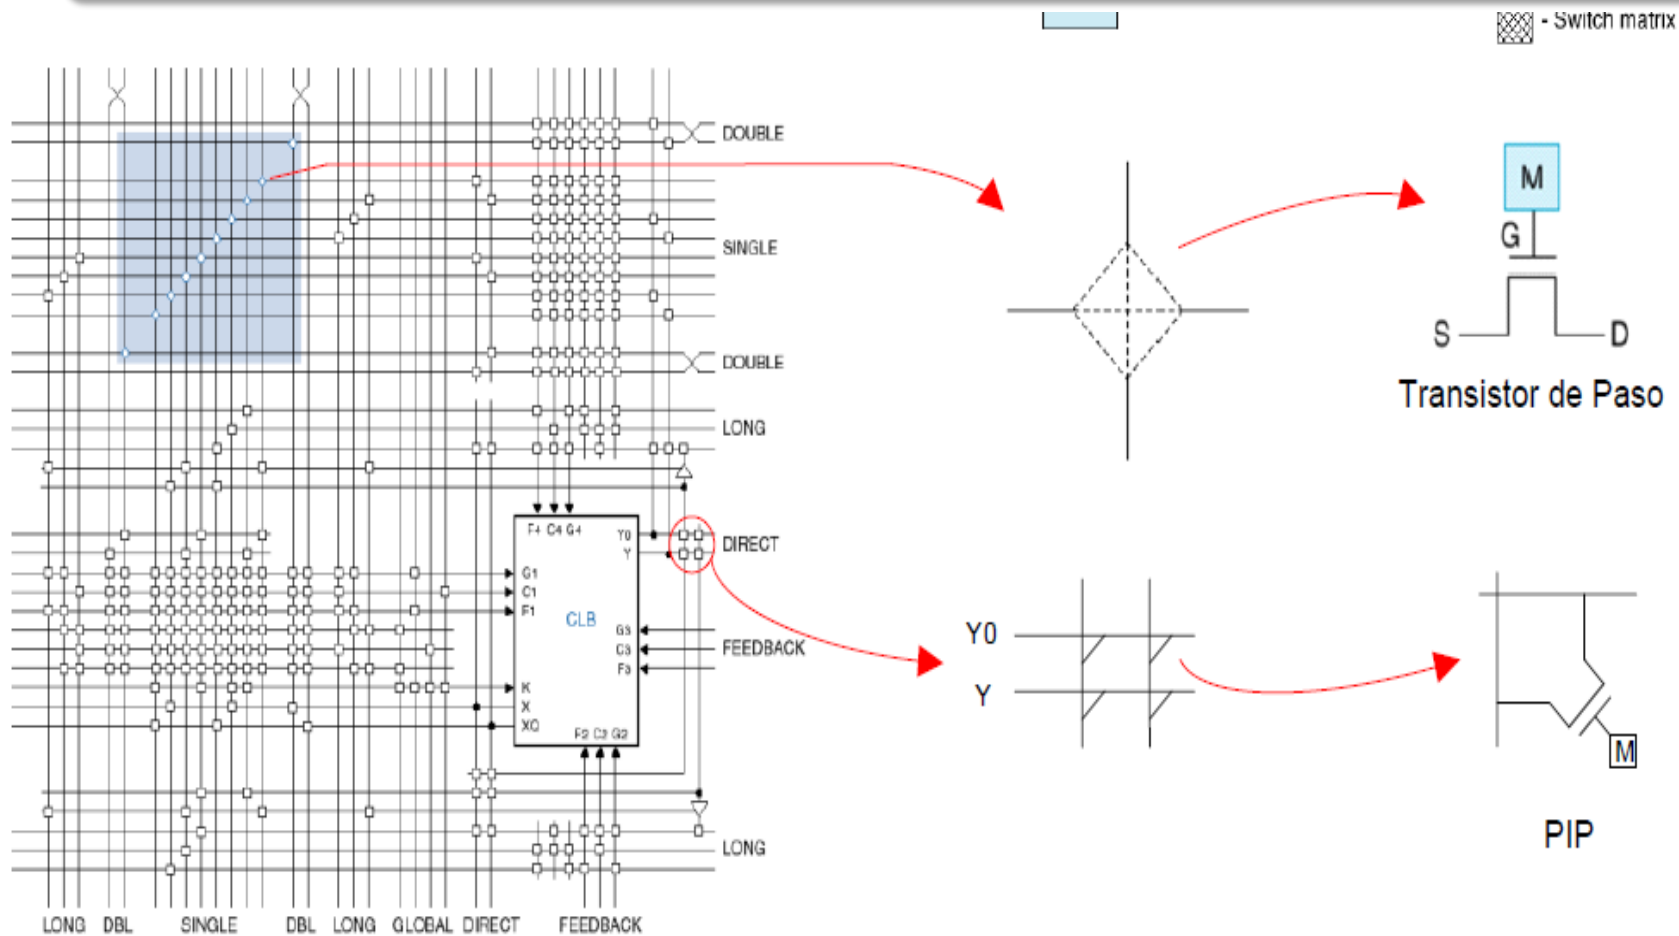 - Switch matrix
DOUBLE
SINGLE
DOUBLE
LONG
F4 C4 G4
Y0
Y
DIRECT
G1
C1
F1
CLB
G3
C3
F3
FEEDBACK
K
X
XQ
F2 C2 G2
LONG
LONG DBL SINGLE DBL LONG GLOBAL DIRECT FEEDBACK
M
G
S D
Transistor de Paso
Y0
Y
M
PIP